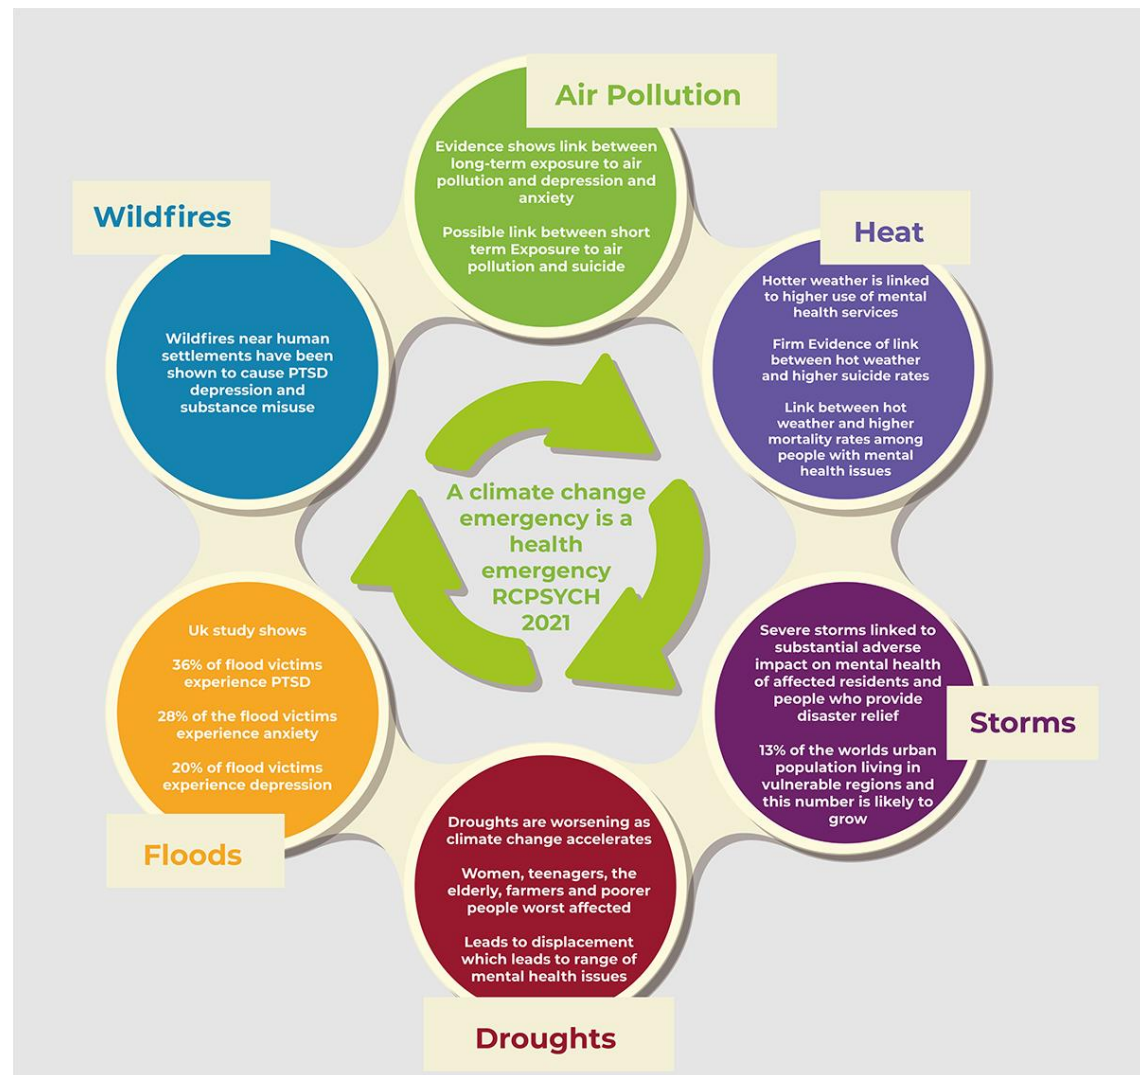 Air Pollution
Evidence shows link between
long-term exposure to air
pollution and depression and
anxiety
Possible link between short
term Exposure to air
pollution and suicide
Heat
Hotter weather is linked
to higher use of mental
health services
Firm Evidence of link
between hot weather
and higher suicide rates
Link between hot
weather and higher
mortality rates among
people with mental
health issues
Storms
Severe storms linked to
substantial adverse
impact on mental health
of affected residents and
people who provide
disaster relief
13% of the worlds urban
population living in
vulnerable regions and
this number is likely to
grow
Droughts are worsening as
climate change accelerates
Women, teenagers, the
elderly, farmers and poorer
people worst affected
Leads to displacement
which leads to range of
mental health issues
Droughts
Uk study shows
36% of flood victims
experience PTSD
28% of the flood victims
experience anxiety
20% of flood victims
experience depression
Floods
Wildfires
Wildfires near human
settlements have been
shown to cause PTSD
depression and
substance misuse
A climate change
emergency is a
health
emergency
RCPSYCH
2021